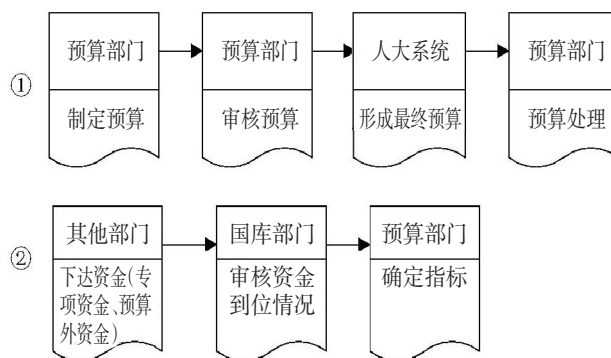 ①
预算部门
制定预算
预算部门
审核预算
人大系统
形成最终预算
预算部门
预算处理
②
其他部门
下达资金(专
项资金、预算
外资金)
国库部门
审核资金
到位情况
预算部门
确定指标